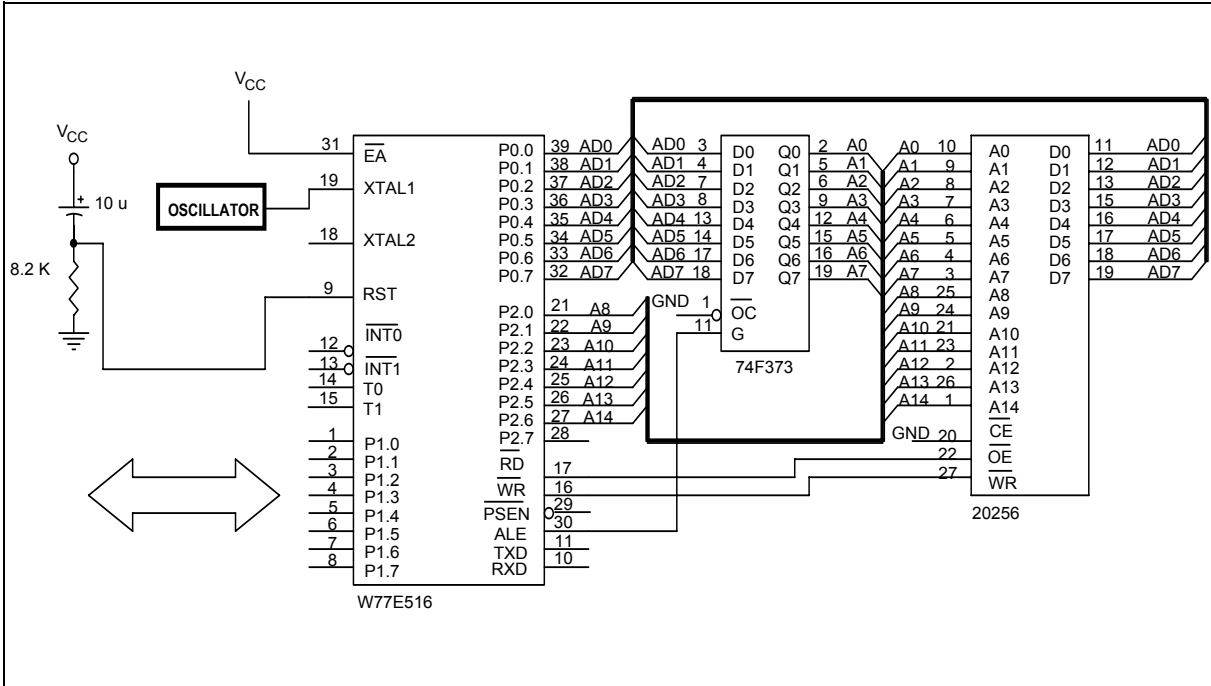 VCC
VCC
+
10 u
8.2 K
OSCILLATOR
31 EA
19 XTAL1
18 XTAL2
9 RST
12 INT0
13 INT1
14 T0
15 T1
1 P1.0
2 P1.1
3 P1.2
4 P1.3
5 P1.4
6 P1.5
7 P1.6
8 P1.7
P0.0 39 AD0
P0.1 38 AD1
P0.2 37 AD2
P0.3 36 AD3
P0.4 35 AD4
P0.5 34 AD5
P0.6 33 AD6
P0.7 32 AD7
P2.0 21 A8
P2.1 22 A9
P2.2 23 A10
P2.3 24 A11
P2.4 25 A12
P2.5 26 A13
P2.6 27 A14
P2.7 28
RD 17
WR 16
PSEN 29
ALE 30
TXD 11
RXD 10
W77E516
AD0 3 D0 Q0 2 A0
AD1 4 D1 Q1 5 A1
AD2 7 D2 Q2 6 A2
AD3 8 D3 Q3 9 A3
AD4 13 D4 Q4 12 A4
AD5 14 D5 Q5 15 A5
AD6 17 D6 Q6 16 A6
AD7 18 D7 Q7 19 A7
GND 1 OC
11 G
74F373
A0 10 A0 D0 11 AD0
A1 9 A1 D1 12 AD1
A2 8 A2 D2 13 AD2
A3 7 A3 D3 15 AD3
A4 6 A4 D4 16 AD4
A5 5 A5 D5 17 AD5
A6 4 A6 D6 18 AD6
A7 3 A7 D7 19 AD7
A8 25 A8
A9 24 A9
A10 21 A10
A11 23 A11
A12 2 A12
A13 26 A13
A14 1 A14
GND 20 CE
22 OE
27 WR
20256